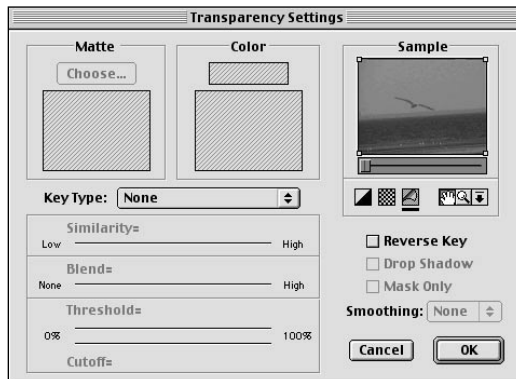 Transparency Settings
Matte
Choose...
Color
Sample
Key Type: None
Similarity=
Low High
Blend=
None High
Threshold=
0% 100%
Cutoff=
Reverse Key
Drop Shadow
Mask Only
Smoothing: None
Cancel OK